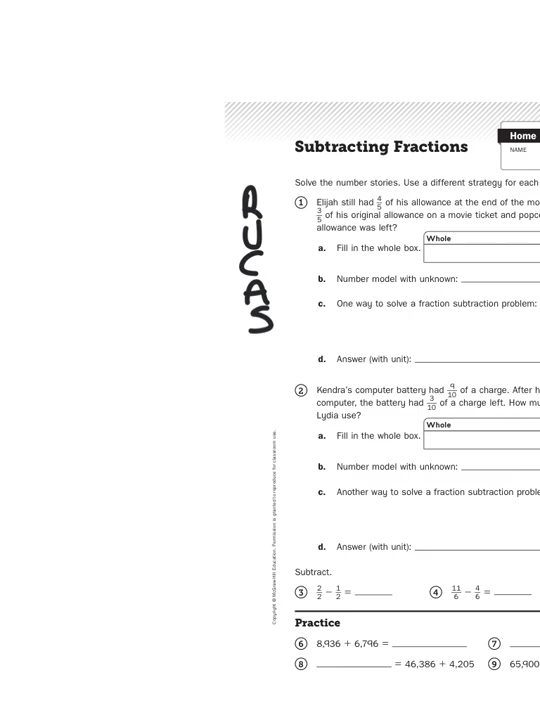 Subtracting Fractions
Home
NAME
RUCAS
Solve the number stories. Use a different strategy for each
1 Elijah still had 4/5 of his allowance at the end of the mo
3/5 of his original allowance on a movie ticket and popc
allowance was left?
a. Fill in the whole box.
Whole
b. Number model with unknown:
c. One way to solve a fraction subtraction problem:
d. Answer (with unit):
2 Kendra's computer battery had 9/10 of a charge. After h
computer, the battery had 3/10 of a charge left. How mu
Lydia use?
a. Fill in the whole box.
Whole
b. Number model with unknown:
c. Another way to solve a fraction subtraction proble
d. Answer (with unit):
Subtract.
3 2/2 − 1/2 = ____ 4 11/6 − 4/6 = ____
Practice
6 8,936 + 6,796 = ____ 7 ____
8 ____ = 46,386 + 4,205 9 65,900
Copyright © McGraw-Hill Education. Permission is granted to reproduce for classroom use.